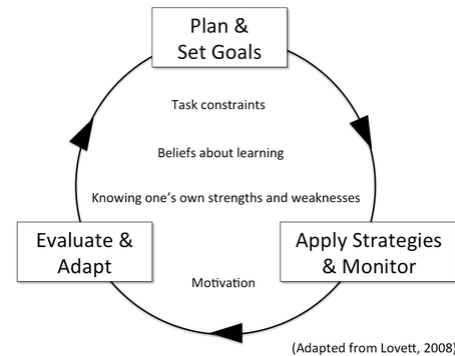 Plan &
Set Goals
Task constraints
Beliefs about learning
Knowing one's own strengths and weaknesses
Evaluate &
Adapt
Apply Strategies
& Monitor
Motivation
(Adapted from Lovett, 2008)